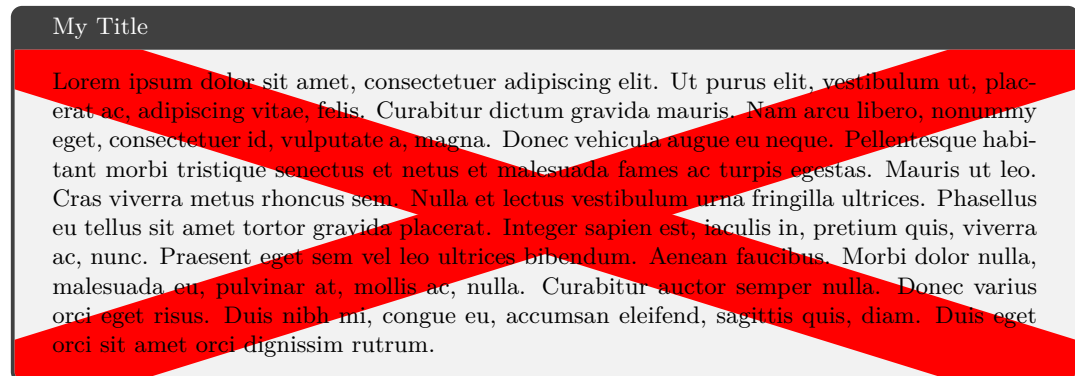 My Title
Lorem ipsum dolor sit amet, consectetuer adipiscing elit. Ut purus elit, vestibulum ut, plac-
erat ac, adipiscing vitae, felis. Curabitur dictum gravida mauris. Nam arcu libero, nonummy
eget, consectetuer id, vulputate a, magna. Donec vehicula augue eu neque. Pellentesque habi-
tant morbi tristique senectus et netus et malesuada fames ac turpis egestas. Mauris ut leo.
Cras viverra metus rhoncus sem. Nulla et lectus vestibulum urna fringilla ultrices. Phasellus
eu tellus sit amet tortor gravida placerat. Integer sapien est, iaculis in, pretium quis, viverra
ac, nunc. Praesent eget sem vel leo ultrices bibendum. Aenean faucibus. Morbi dolor nulla,
malesuada eu, pulvinar at, mollis ac, nulla. Curabitur auctor semper nulla. Donec varius
orci eget risus. Duis nibh mi, congue eu, accumsan eleifend, sagittis quis, diam. Duis eget
orci sit amet orci dignissim rutrum.